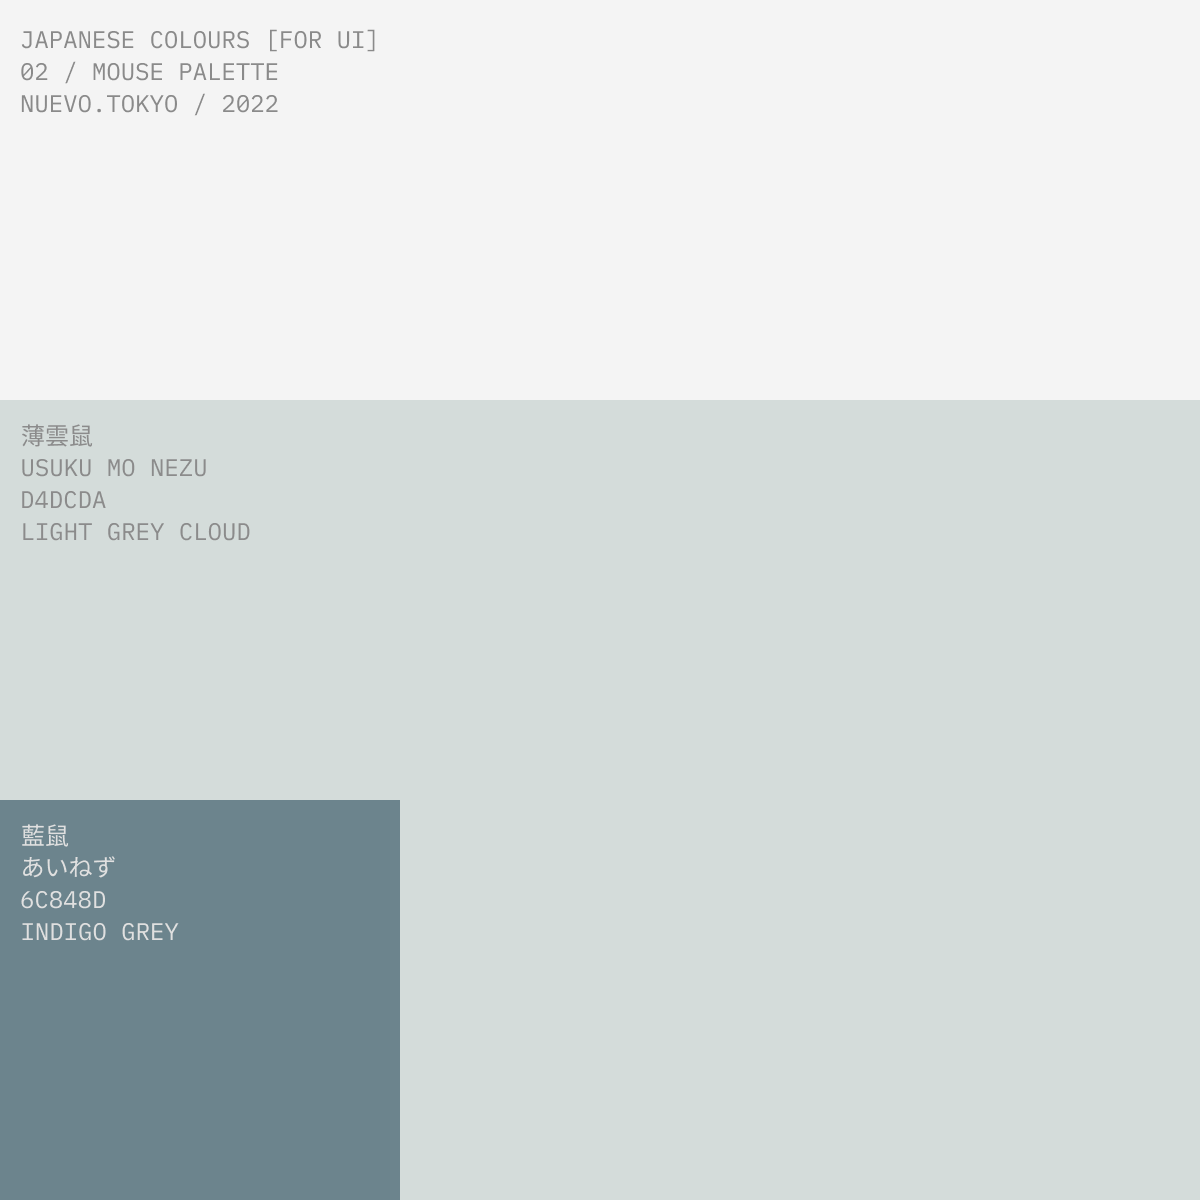 JAPANESE COLOURS [FOR UI]
02 / MOUSE PALETTE
NUEVO.TOKYO / 2022
薄雲鼠
USUKU MO NEZU
D4DCDA
LIGHT GREY CLOUD
藍鼠
あいねず
6C848D
INDIGO GREY